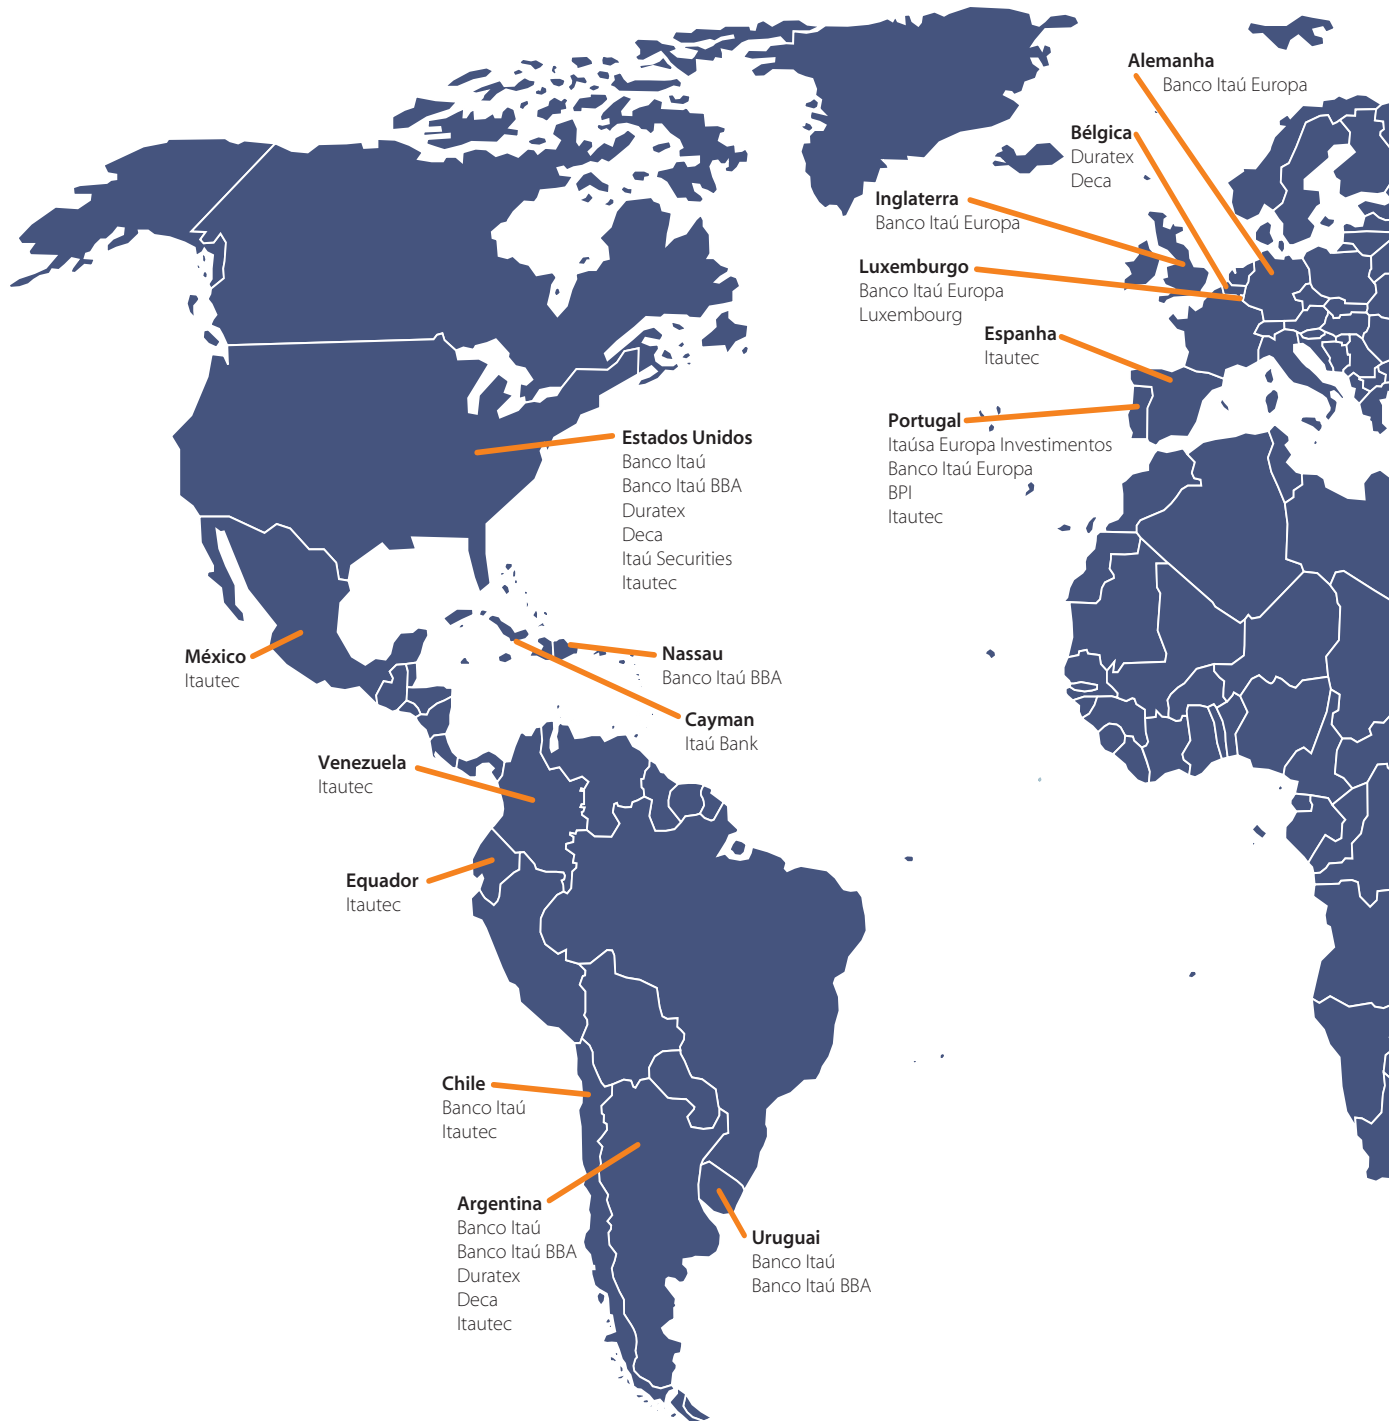 Alemanha
Banco Itaú Europa
Bélgica
Duratex
Deca
Inglaterra
Banco Itaú Europa
Luxemburgo
Banco Itaú Europa
Luxembourg
Espanha
Itautec
Portugal
Itaúsa Europa Investimentos
Banco Itaú Europa
BPI
Itautec
Estados Unidos
Banco Itaú
Banco Itaú BBA
Duratex
Deca
Itaú Securities
Itautec
México
Itautec
Nassau
Banco Itaú BBA
Cayman
Itaú Bank
Venezuela
Itautec
Equador
Itautec
Chile
Banco Itaú
Itautec
Argentina
Banco Itaú
Banco Itaú BBA
Duratex
Deca
Itautec
Uruguai
Banco Itaú
Banco Itaú BBA